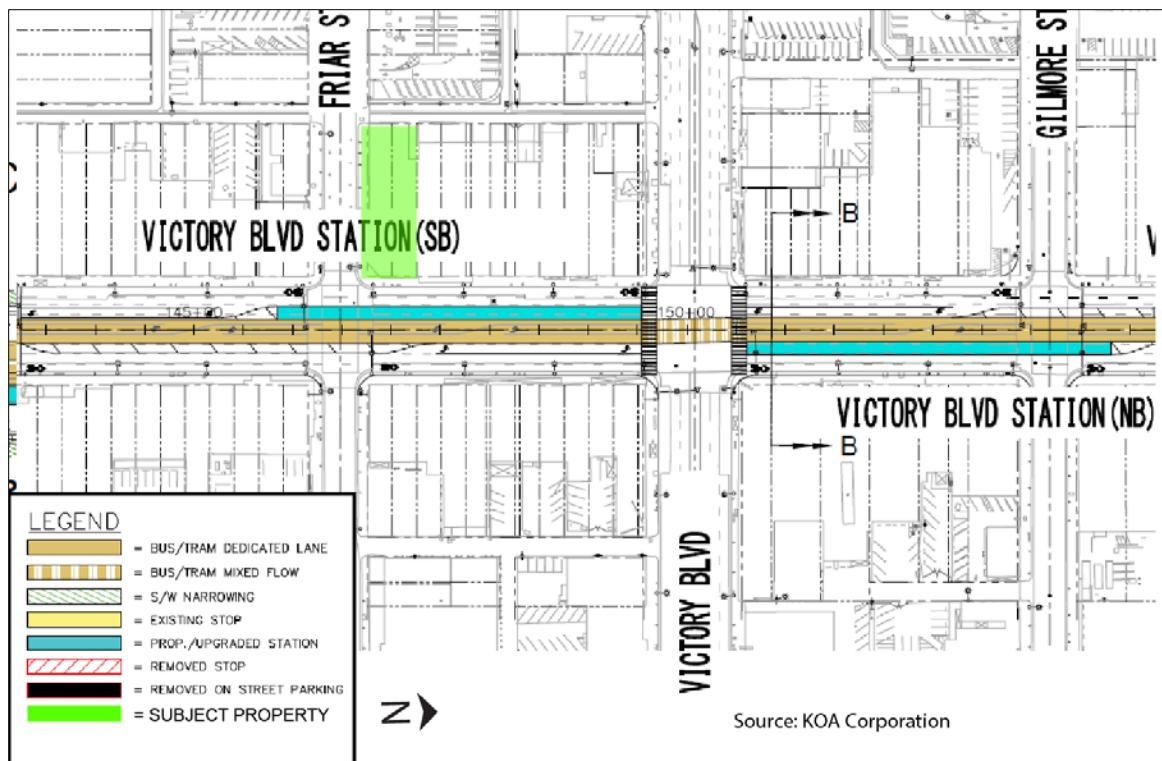 FRIAR ST
GILMORE ST
B
VICTORY BLVD STATION(SB)
145+00
150+00
VICTORY BLVD STATION(NB)
B
VICTORY BLVD
LEGEND
= BUS/TRAM DEDICATED LANE
= BUS/TRAM MIXED FLOW
= S/W NARROWING
= EXISTING STOP
= PROP./UPGRADED STATION
= REMOVED STOP
= REMOVED ON STREET PARKING
= SUBJECT PROPERTY
N
Source: KOA Corporation